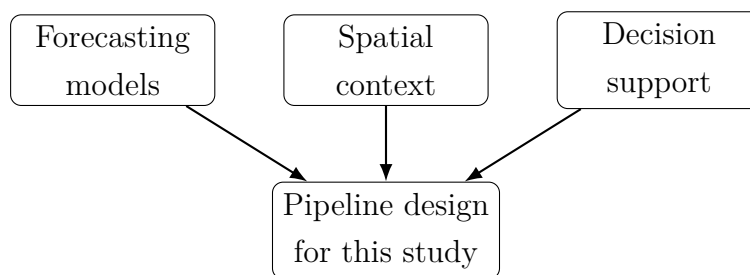 Forecasting
models
Spatial
context
Decision
support
Pipeline design
for this study